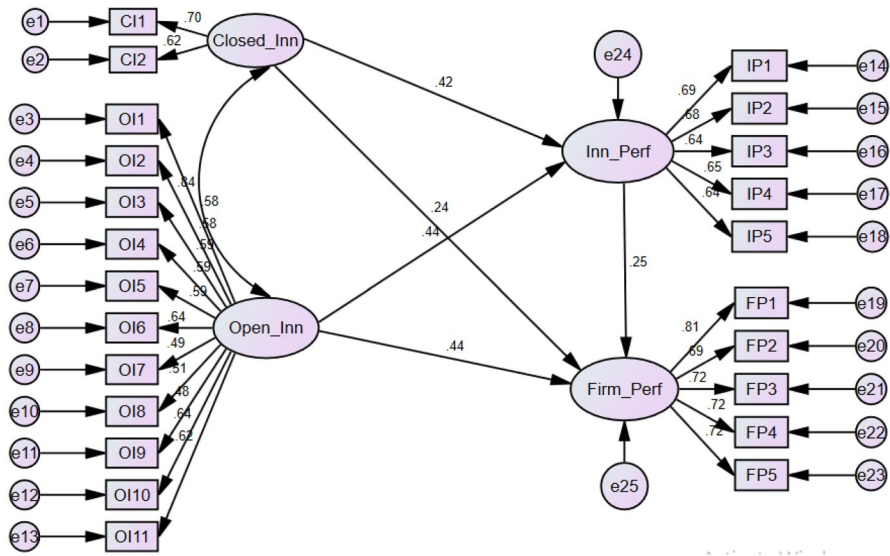 e1
CI1
.70
Closed_Inn
e2
CI2
.62
e24
.42
.69
IP1
e14
.68
IP2
e15
Inn_Perf
.64
IP3
e16
.65
IP4
e17
.64
IP5
e18
e3
OI1
e4
OI2
.84
e5
OI3
.58
.58
.24
e6
OI4
.59
.44
e7
OI5
.59
.25
.59
e8
OI6
.64
Open_Inn
e9
OI7
.49
.44
e10
OI8
.51
e11
OI9
.48
e12
OI10
.64
e13
OI11
.62
.81
FP1
e19
.69
FP2
e20
Firm_Perf
.72
FP3
e21
.72
FP4
e22
.72
FP5
e23
e25